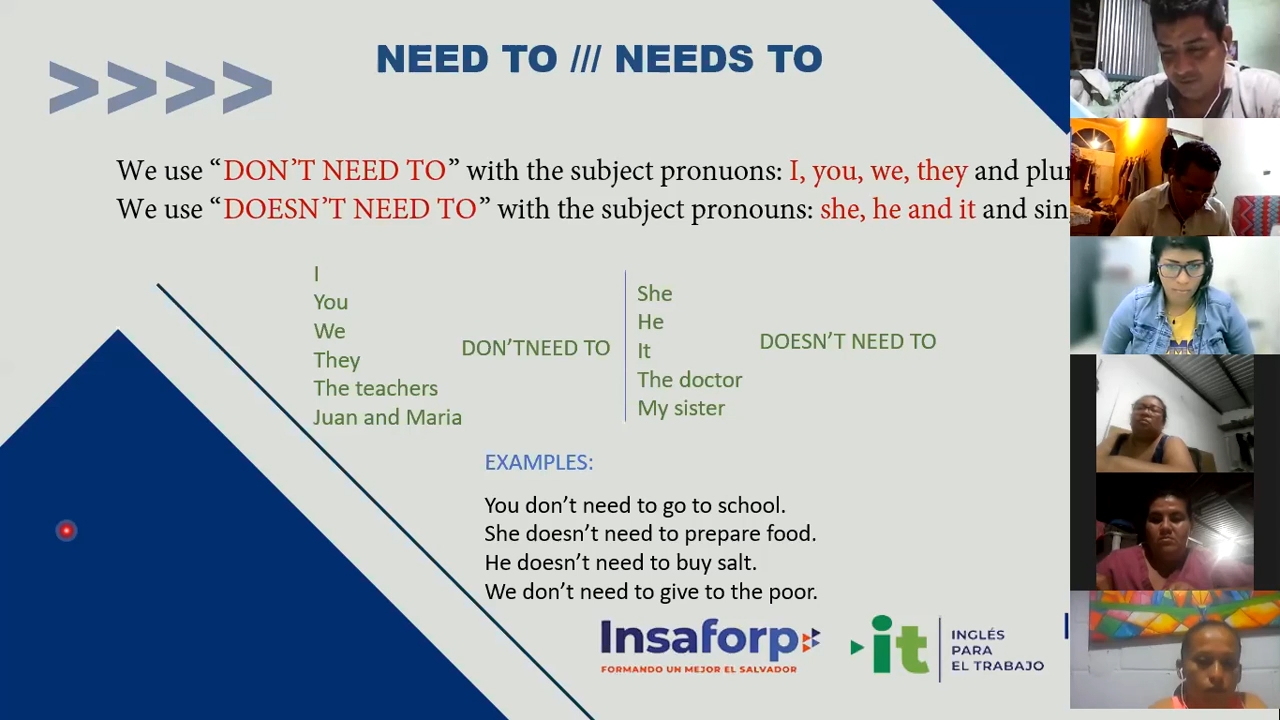 NEED TO /// NEEDS TO
>>>>
We use “DON’T NEED TO” with the subject pronuons: I, you, we, they and
We use “DOESN’T NEED TO” with the subject pronouns: she, he and it and
I
You
We
They
The teachers
Juan and Maria
DON’TNEED TO
She
He
It
The doctor
My sister
DOESN’T NEED TO
EXAMPLES:
You don’t need to go to school.
She doesn’t need to prepare food.
He doesn’t need to buy salt.
We don’t need to give to the poor.
Insaforp
FORMANDO UN MEJOR EL SALVADOR
it
INGLÉS
PARA
EL TRABAJO